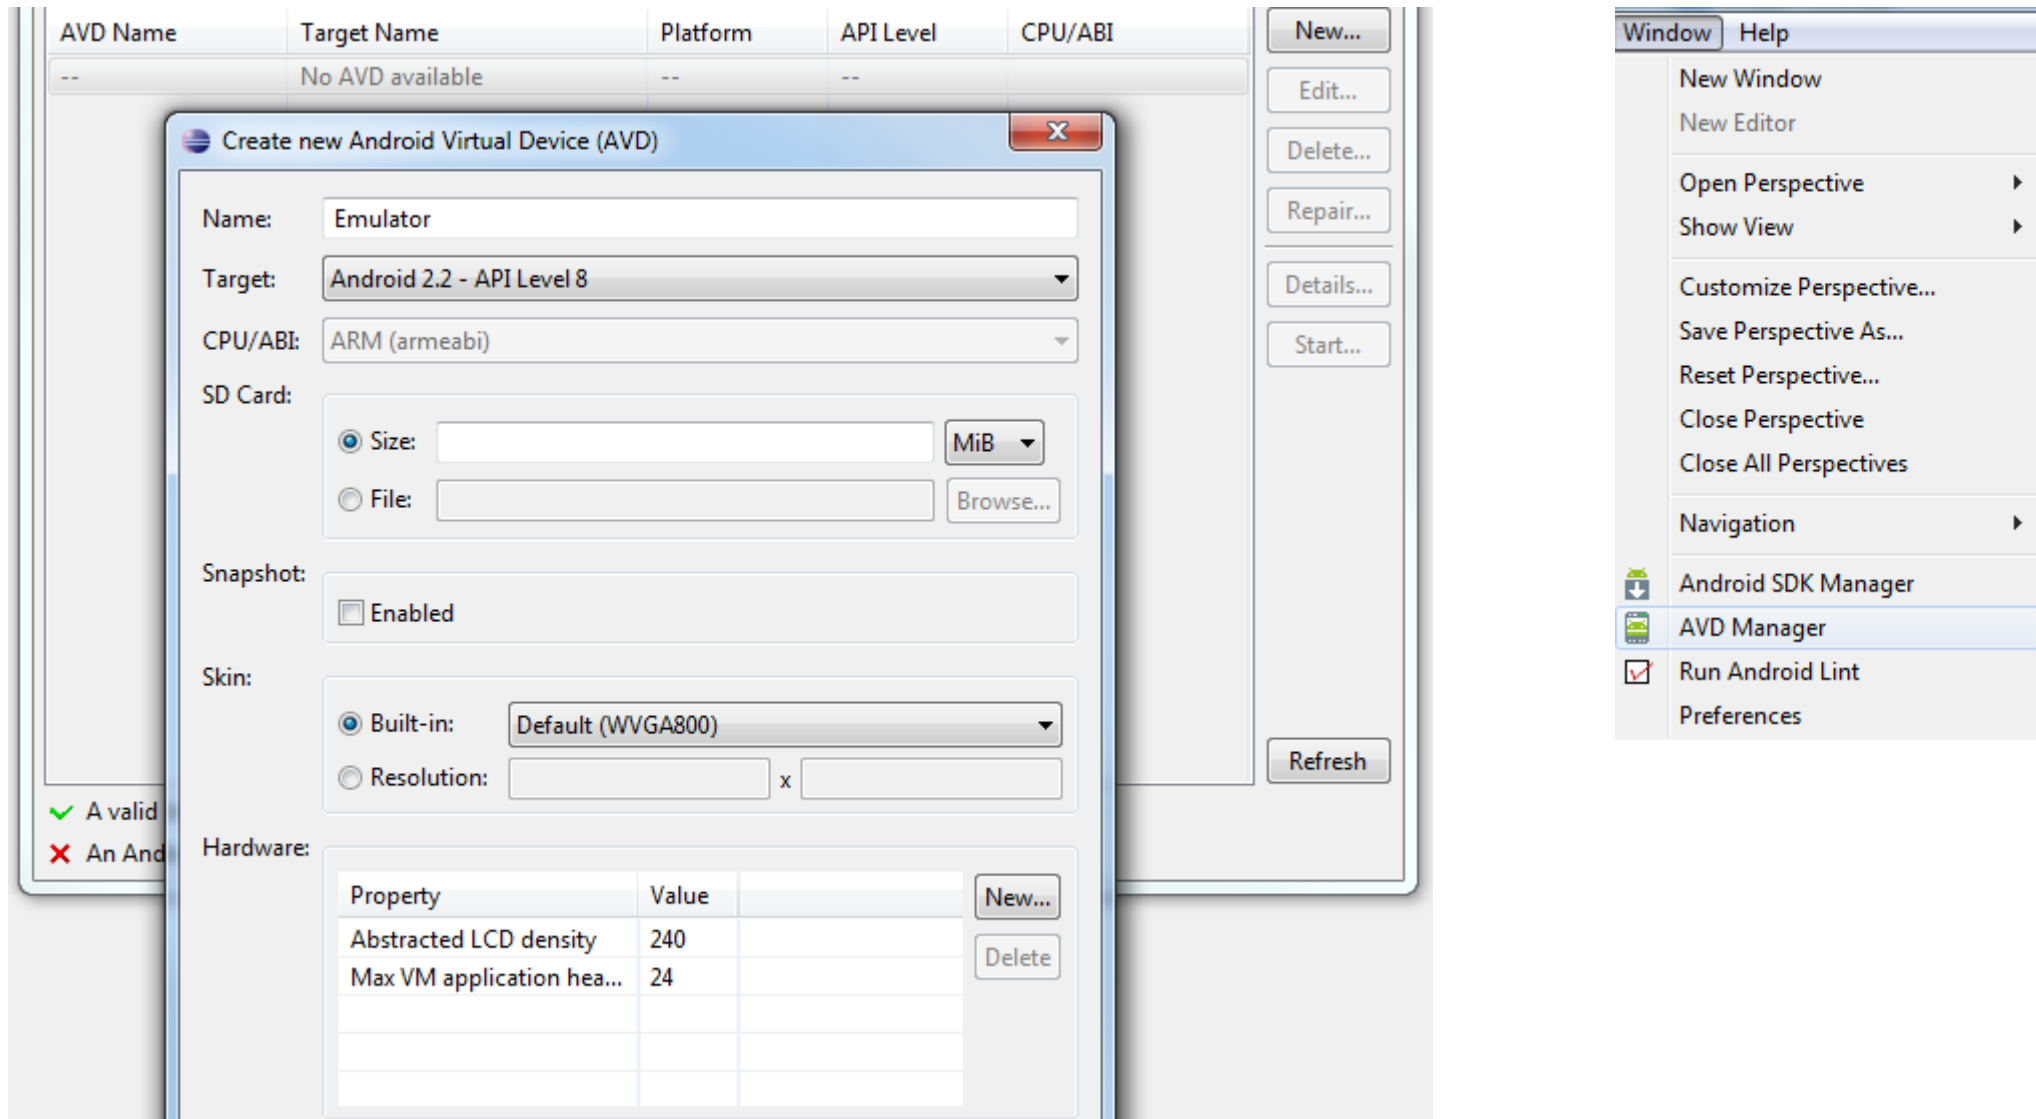 AVD Name Target Name Platform API Level CPU/ABI
-- No AVD available -- --
New...
Edit...
Delete...
Repair...
Details...
Start...
Refresh
A valid
An And
Create new Android Virtual Device (AVD)
Name: Emulator
Target: Android 2.2 - API Level 8
CPU/ABI: ARM (armeabi)
SD Card:
Size: MiB
File: Browse...
Snapshot:
Enabled
Skin:
Built-in: Default (WVGA800)
Resolution: x
Hardware:
Property Value New...
Abstracted LCD density 240 Delete
Max VM application hea... 24
Window Help
New Window
New Editor
Open Perspective
Show View
Customize Perspective...
Save Perspective As...
Reset Perspective...
Close Perspective
Close All Perspectives
Navigation
Android SDK Manager
AVD Manager
Run Android Lint
Preferences